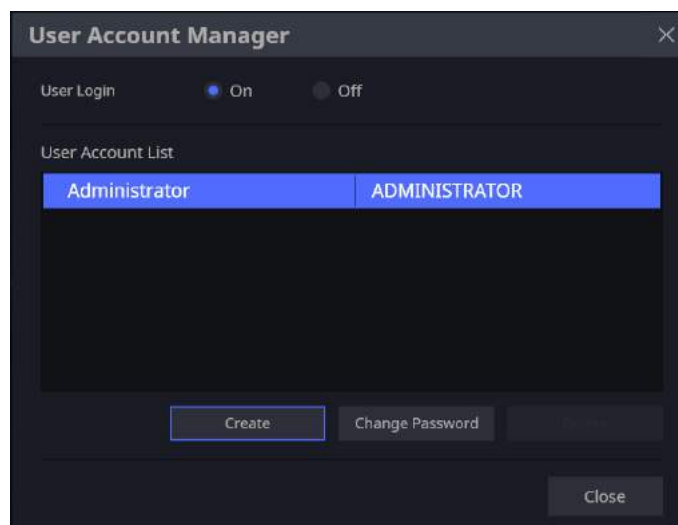 User Account Manager
User Login On Off
User Account List
Administrator ADMINISTRATOR
Create Change Password
Close